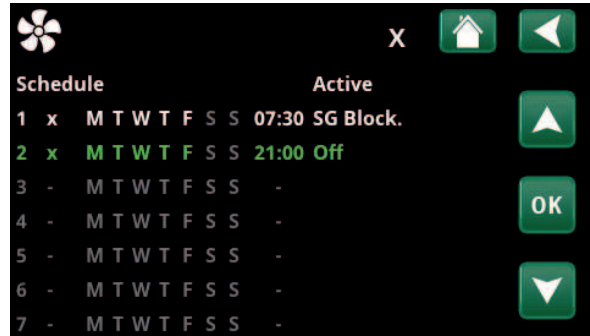 X
Schedule Active
1 x M T W T F S S 07:30 SG Block.
2 x M T W T F S S 21:00 Off
3 - M T W T F S S -
4 - M T W T F S S -
OK
5 - M T W T F S S -
6 - M T W T F S S -
7 - M T W T F S S -